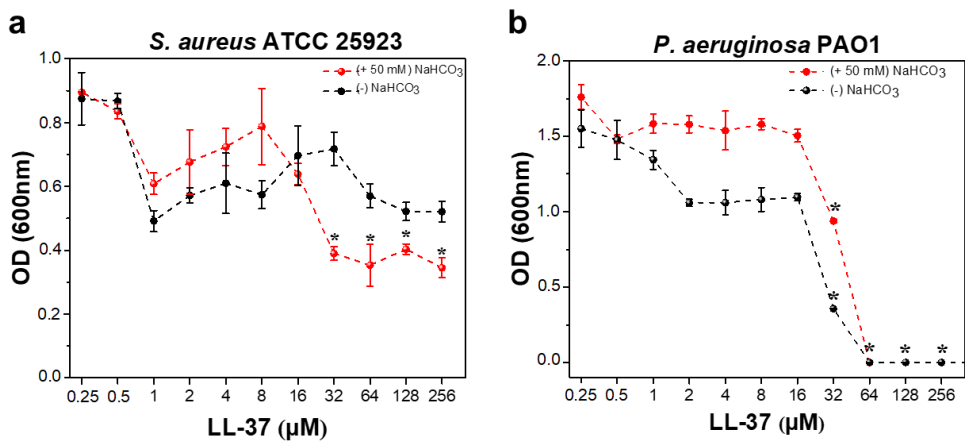 a
S. aureus ATCC 25923
(+ 50 mM) NaHCO3
(-) NaHCO3
OD (600nm)
1.0
0.8
0.6
0.4
0.2
0.0
* * * *
0.25 0.5 1 2 4 8 16 32 64 128 256
LL-37 (µM)
b
P. aeruginosa PAO1
(+ 50 mM) NaHCO3
(-) NaHCO3
OD (600nm)
2.0
1.5
1.0
0.5
0.0
*
*
* * *
0.25 0.5 1 2 4 8 16 32 64 128 256
LL-37 (µM)